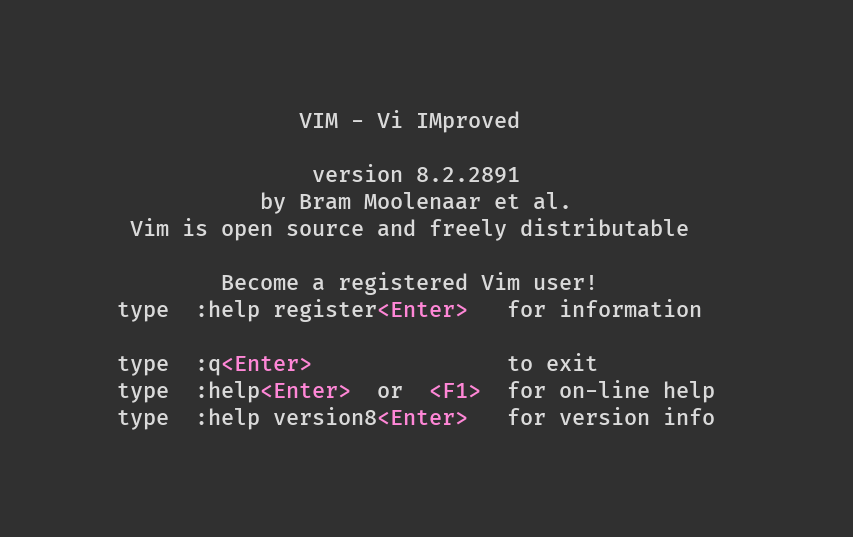 VIM - Vi IMproved
version 8.2.2891
by Bram Moolenaar et al.
Vim is open source and freely distributable
Become a registered Vim user!
type  :help register<Enter>   for information
type  :q<Enter>               to exit
type  :help<Enter>  or  <F1>  for on-line help
type  :help version8<Enter>   for version info